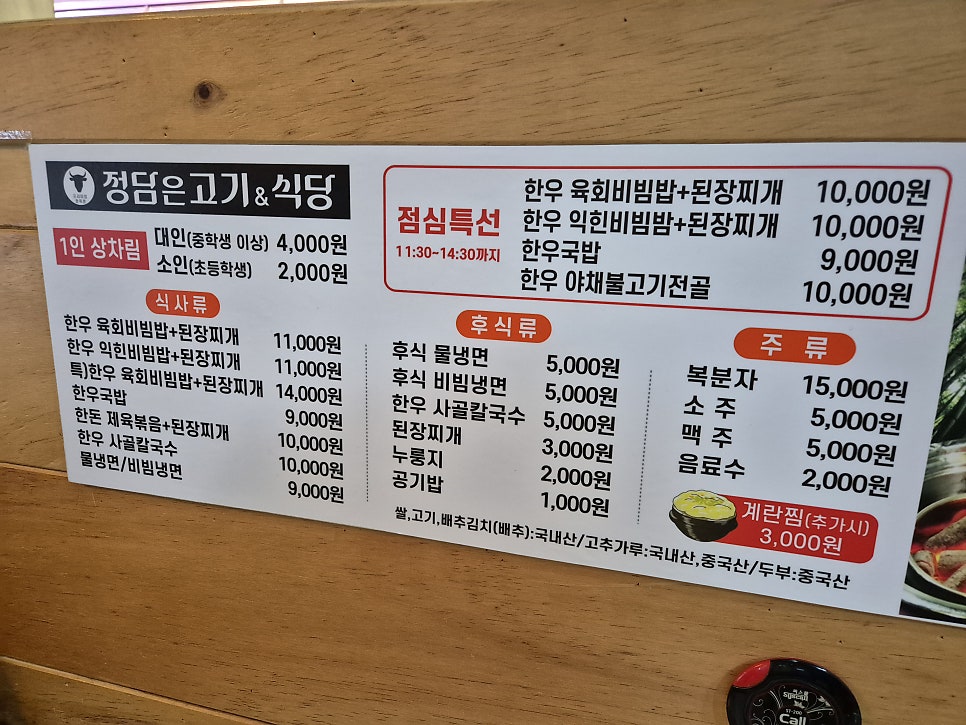 정담은고기&식당
1인 상차림
대인(중학생 이상) 4,000원
소인(초등학생) 2,000원
점심특선
11:30~14:30까지
한우 육회비빔밥+된장찌개 10,000원
한우 익힌비빔밤+된장찌개 10,000원
한우국밥 9,000원
한우 야채불고기전골 10,000원
식사류
한우 육회비빔밥+된장찌개 11,000원
한우 익힌비빔밥+된장찌개 11,000원
특)한우 육회비빔밥+된장찌개 14,000원
한우국밥 9,000원
한돈 제육볶음+된장찌개 10,000원
한우 사골칼국수 10,000원
물냉면/비빔냉면 9,000원
후식류
후식 물냉면 5,000원
후식 비빔냉면 5,000원
한우 사골칼국수 5,000원
된장찌개 3,000원
누룽지 2,000원
공기밥 1,000원
주 류
복분자 15,000원
소 주 5,000원
맥 주 5,000원
음료수 2,000원
계란찜(추가시)
3,000원
쌀,고기,배추김치(배추):국내산/고추가루:국내산,중국산/두부:중국산
ST-200
Call